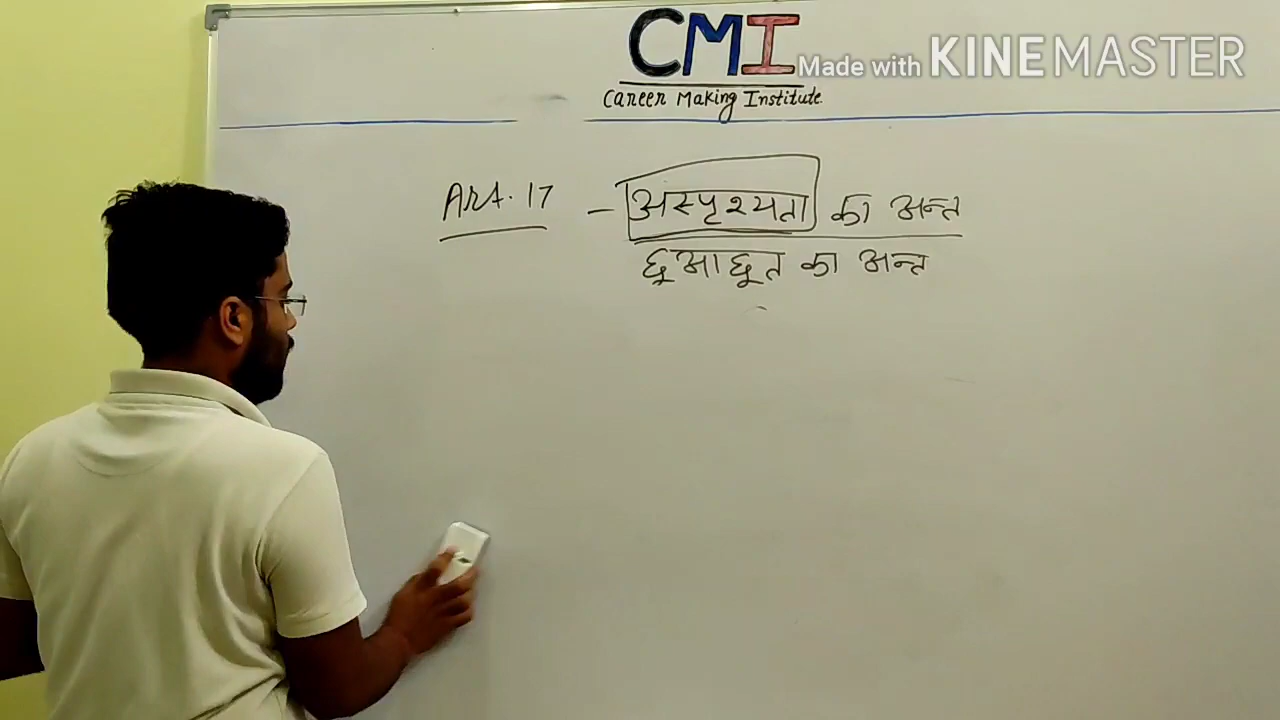 CMI
Made with KINEMASTER
Career Making Institute
Art. 17 - अस्पृश्यता का अन्त
छूआछूत का अन्त